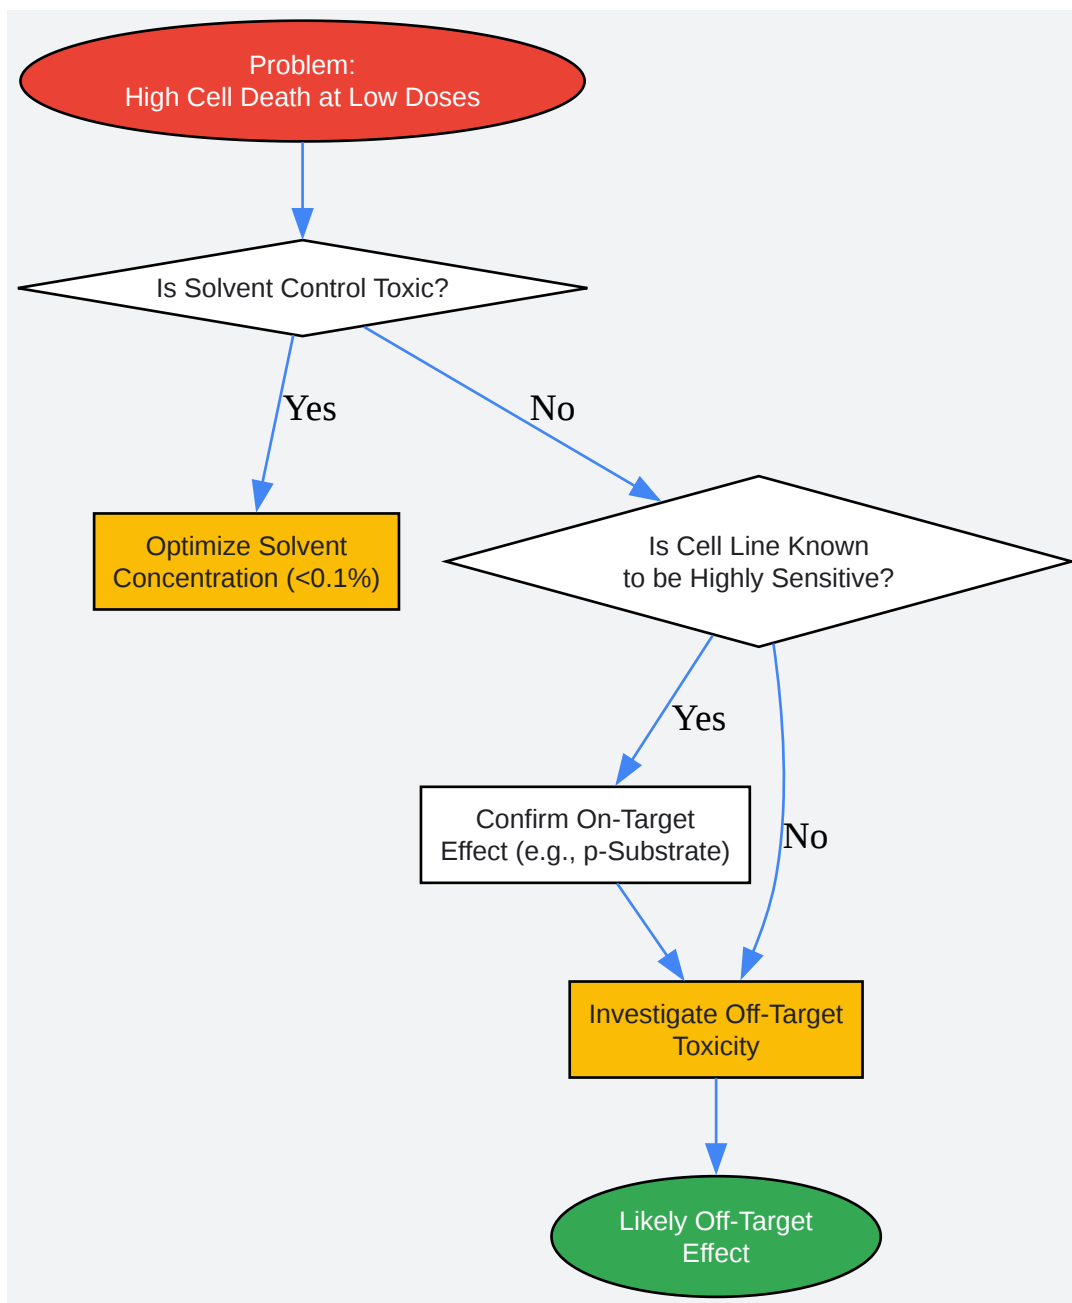 Problem:
High Cell Death at Low Doses
Is Solvent Control Toxic?
Yes
No
Optimize Solvent
Concentration (<0.1%)
Is Cell Line Known
to be Highly Sensitive?
Yes
Confirm On-Target
Effect (e.g., p-Substrate)
No
Investigate Off-Target
Toxicity
Likely Off-Target
Effect